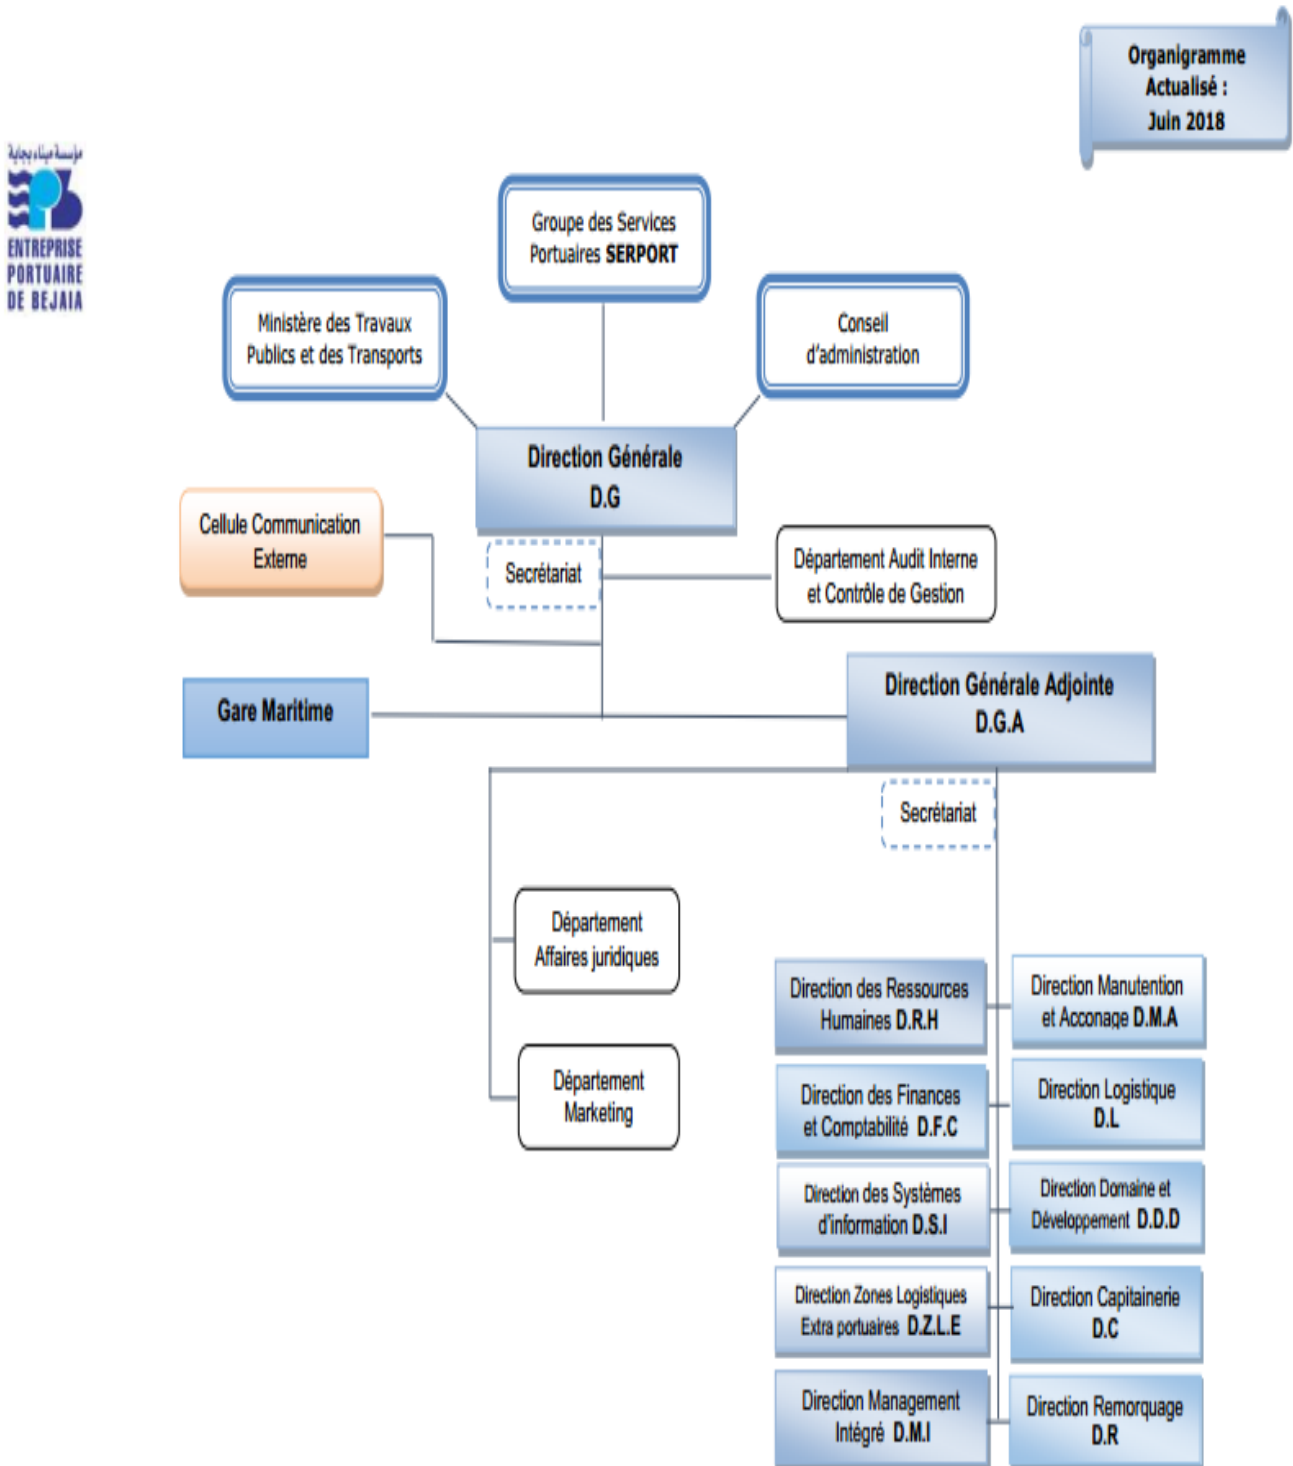 Organigramme
Actualisé :
Juin 2018
مؤسسة ميناء بجاية
EPB
ENTREPRISE
PORTUAIRE
DE BEJAIA
Groupe des Services
Portuaires SERPORT
Ministère des Travaux
Publics et des Transports
Conseil
d'administration
Direction Générale
D.G
Cellule Communication
Externe
Secrétariat
Département Audit Interne
et Contrôle de Gestion
Gare Maritime
Direction Générale Adjointe
D.G.A
Secrétariat
Département
Affaires juridiques
Département
Marketing
Direction des Ressources
Humaines D.R.H
Direction Manutention
et Acconage D.M.A
Direction des Finances
et Comptabilité D.F.C
Direction Logistique
D.L
Direction des Systèmes
d'information D.S.I
Direction Domaine et
Développement D.D.D
Direction Zones Logistiques
Extra portuaires D.Z.L.E
Direction Capitainerie
D.C
Direction Management
Intégré D.M.I
Direction Remorquage
D.R